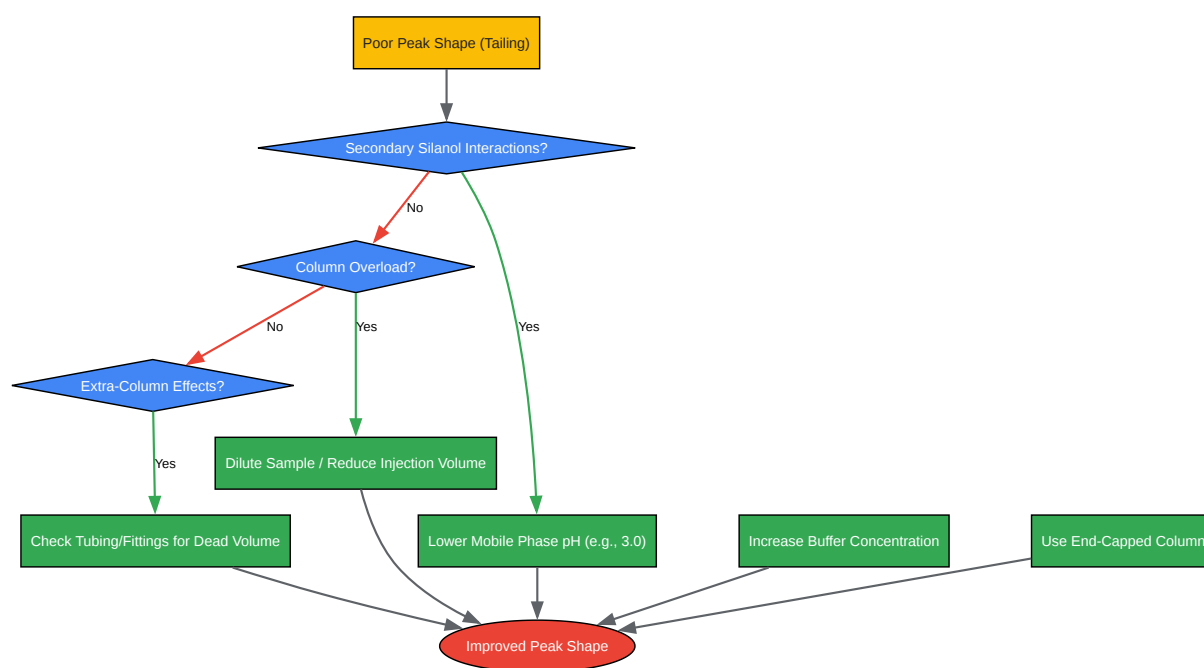 Poor Peak Shape (Tailing)
Secondary Silanol Interactions?
No
Column Overload?
No
Yes
Yes
Extra-Column Effects?
Yes
Dilute Sample / Reduce Injection Volume
Check Tubing/Fittings for Dead Volume
Lower Mobile Phase pH (e.g., 3.0)
Increase Buffer Concentration
Use End-Capped Column
Improved Peak Shape